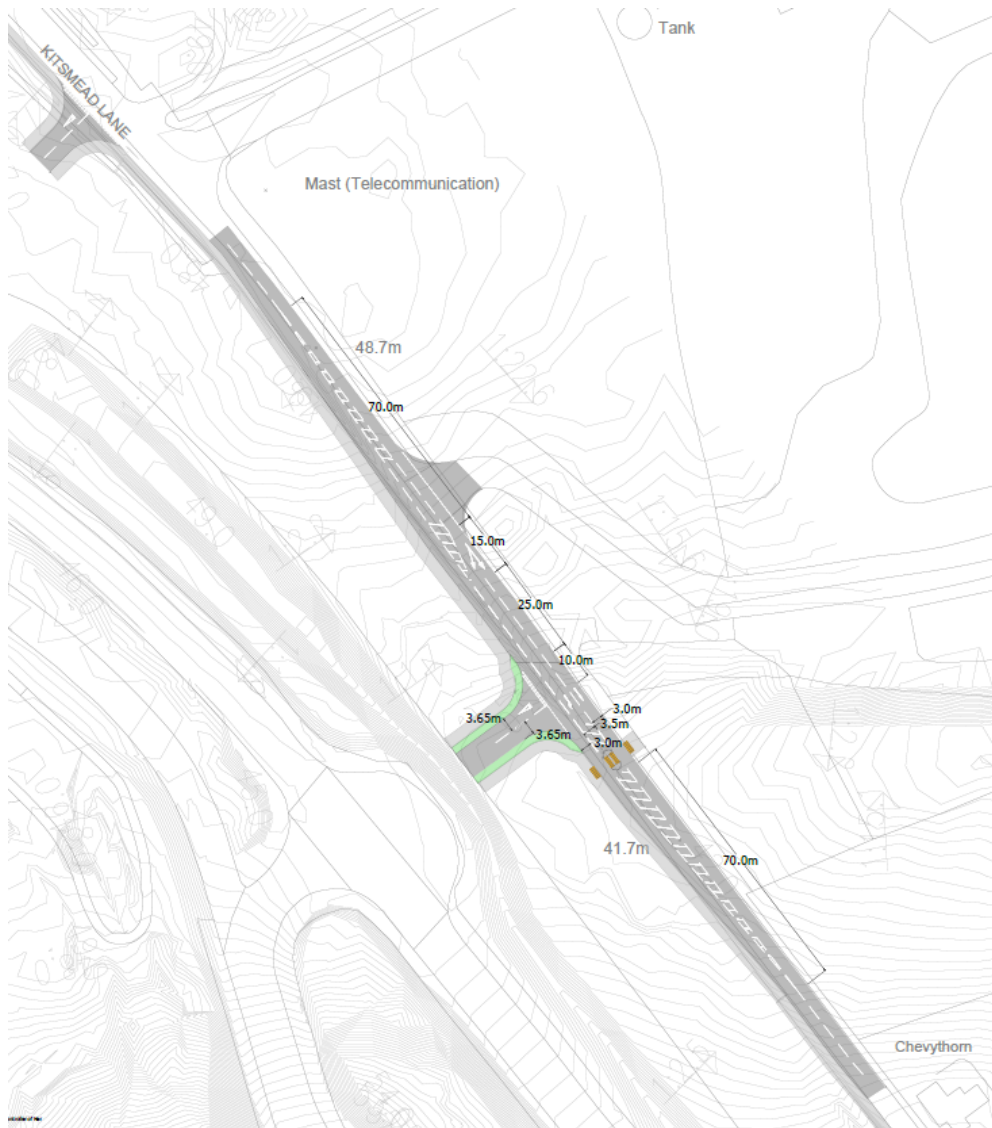 Tank
KITSMEAD LANE
Mast (Telecommunication)
48.7m
70.0m
15.0m
25.0m
10.0m
3.0m
3.65m
3.5m
3.65m
3.0m
41.7m
70.0m
Chevythorn